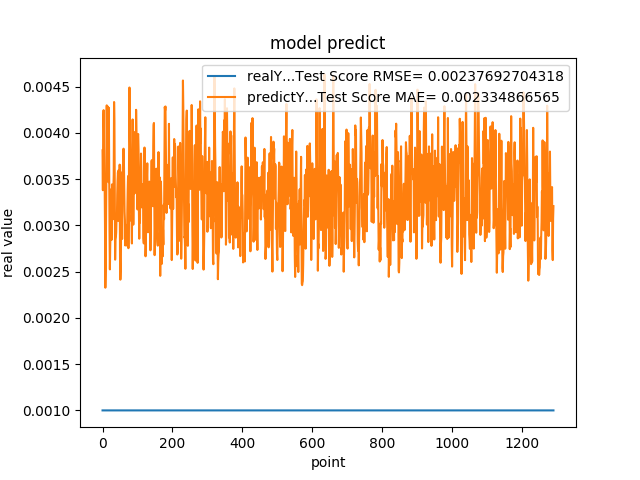 model predict
realY...Test Score RMSE= 0.00237692704318
predictY...Test Score MAE= 0.002334866565
0.0045
0.0040
0.0035
0.0030
0.0025
0.0020
0.0015
0.0010
real value
0 200 400 600 800 1000 1200
point